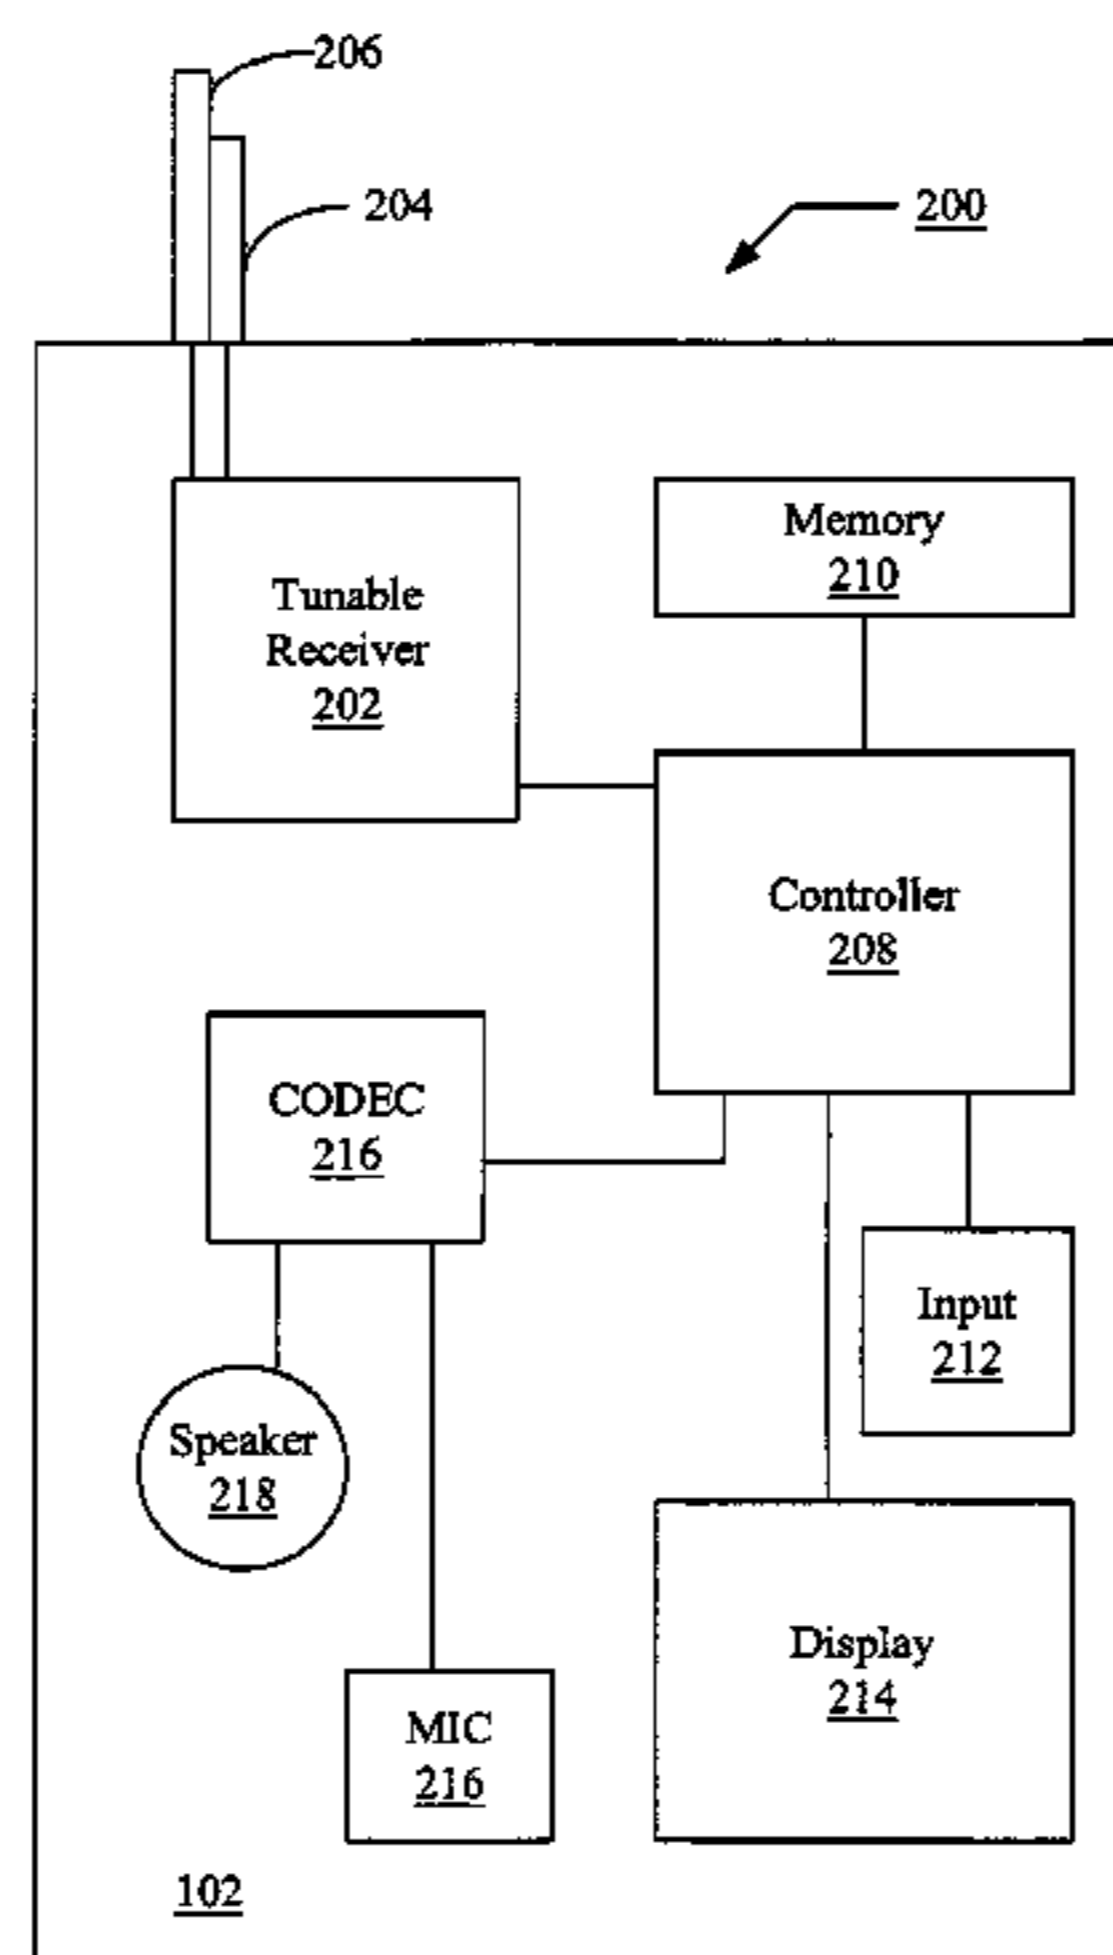 206
204
200
Memory
210
Tunable
Receiver
202
Controller
208
CODEC
216
Input
212
Speaker
218
Display
214
MIC
216
102